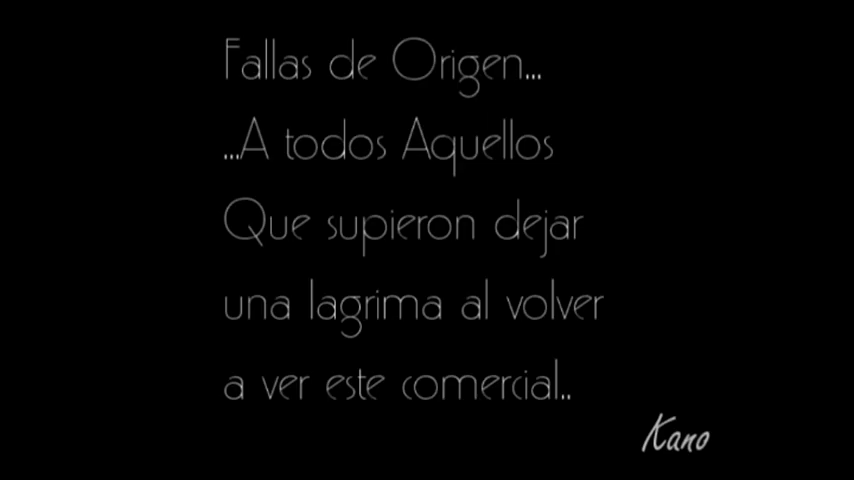 Fallas de Origen...
...A todos Aquellos
Que supieron dejar
una lagrima al volver
a ver este comercial..
Kano